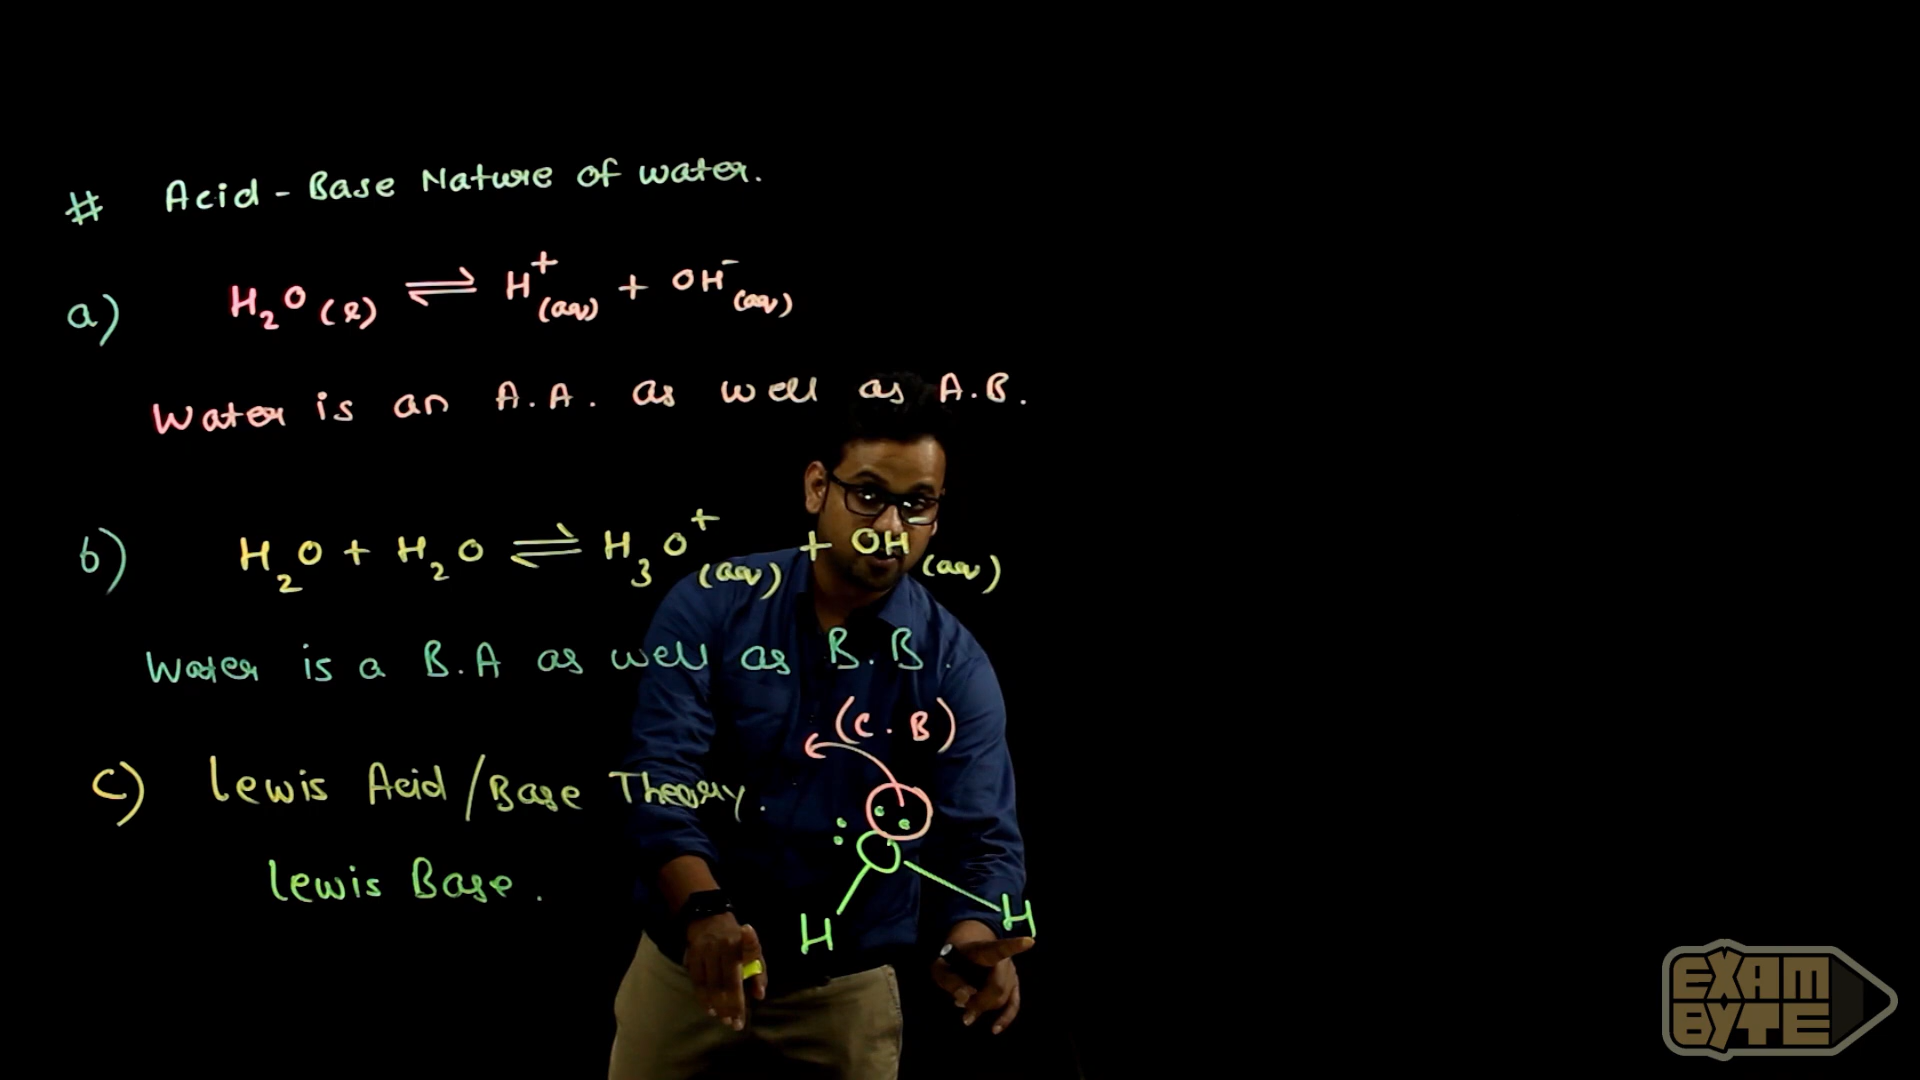 # Acid - Base Nature of water.
a) H₂O (l) ⇌ H⁺ (aq) + OH⁻ (aq)
Water is an A.A. as well as A.B.
b) H₂O + H₂O ⇌ H₃O⁺ (aq) + OH (aq)
Water is a B.A as well as B.B.
(C.B)
c) Lewis Acid/Base Theory.
O
Lewis Base.
H H
EXAM
BYTE